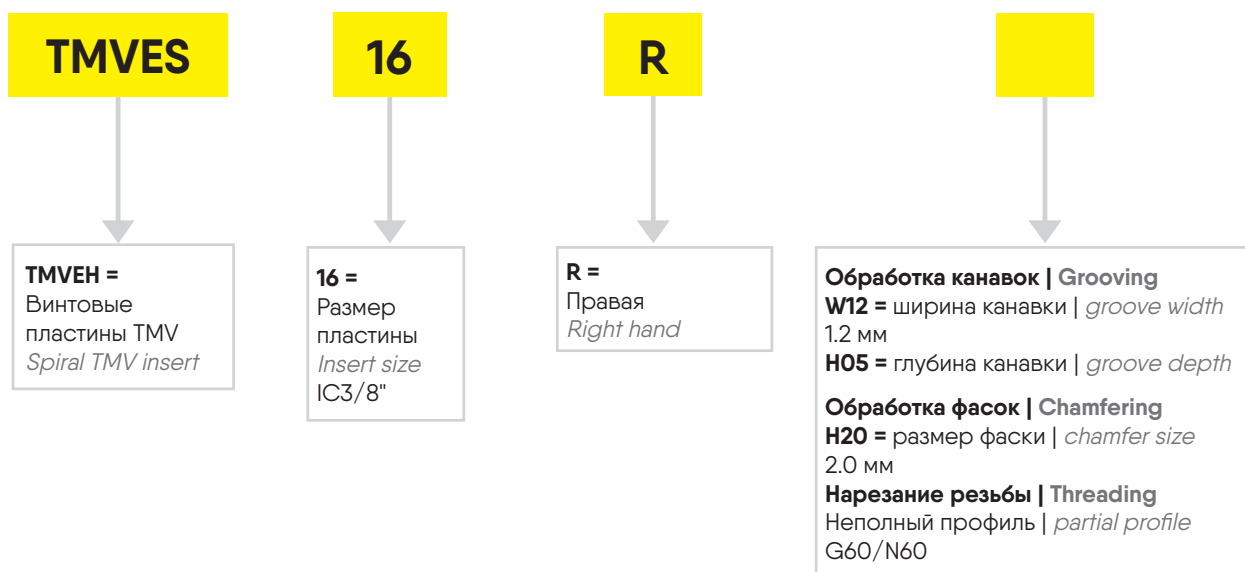 TMVES
16
R
TMVEH =
Винтовые
пластины TMV
Spiral TMV insert
16 =
Размер
пластины
Insert size
IC3/8"
R =
Правая
Right hand
Обработка канавок | Grooving
W12 = ширина канавки | groove width
1.2 мм
H05 = глубина канавки | groove depth
Обработка фасок | Chamfering
H20 = размер фаски | chamfer size
2.0 мм
Нарезание резьбы | Threading
Неполный профиль | partial profile
G60/N60